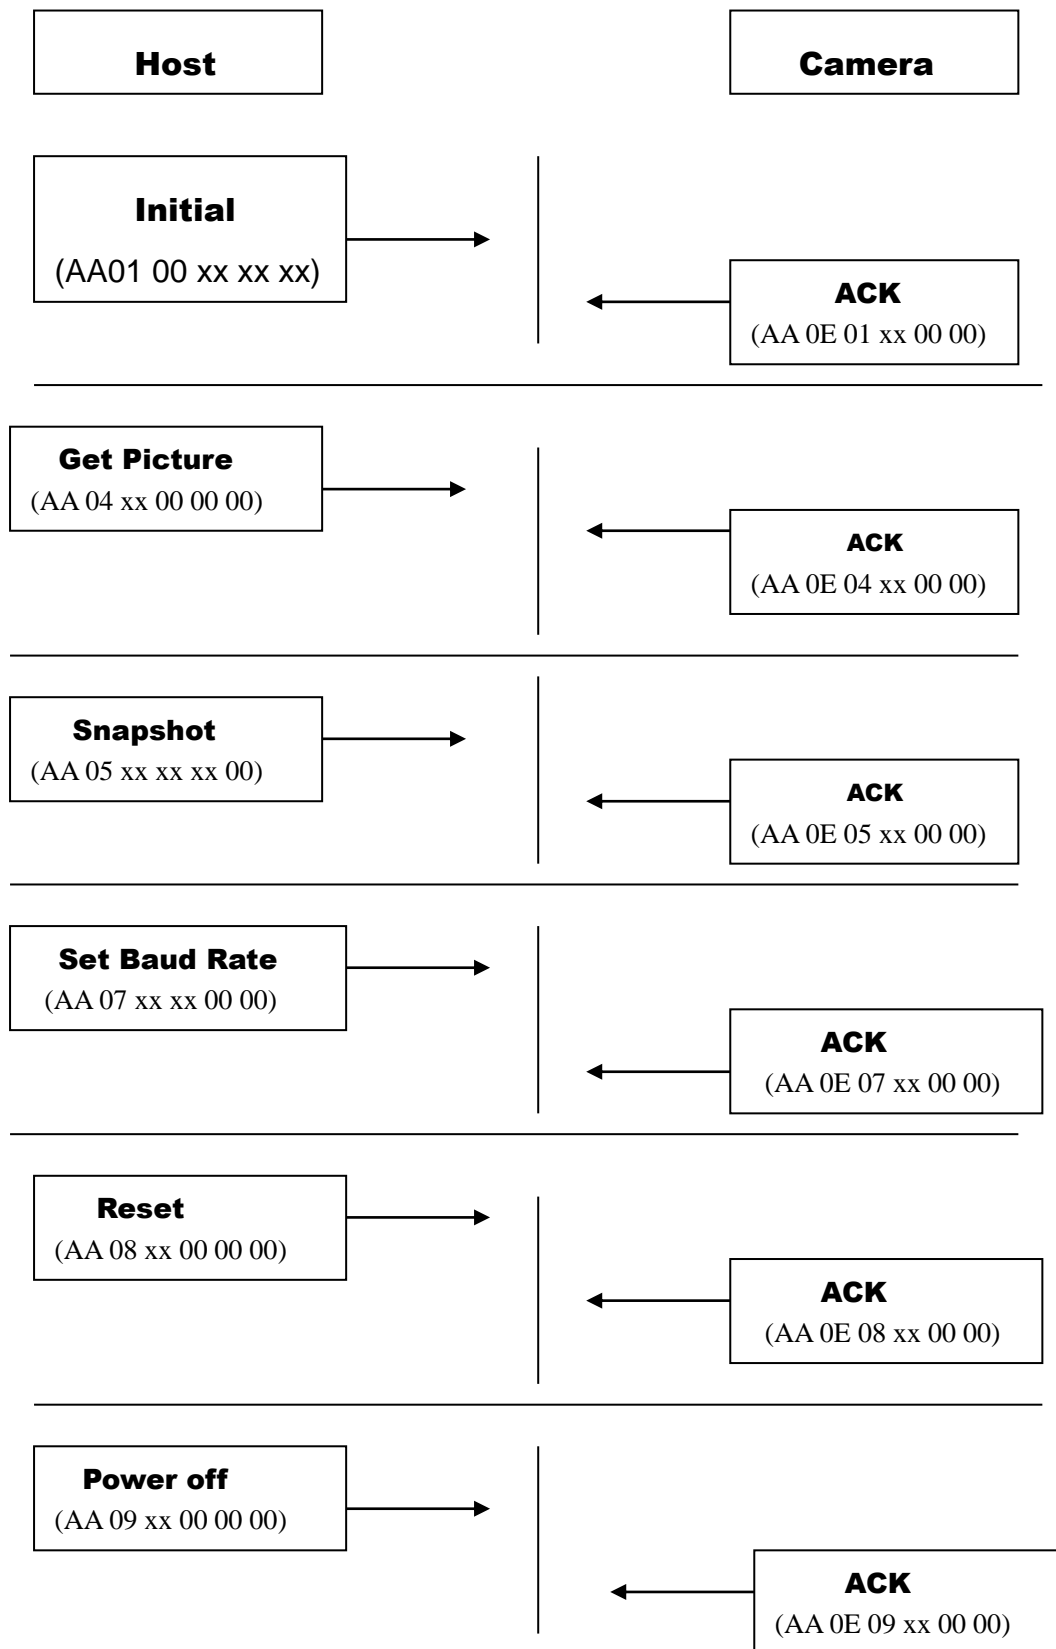 Host
Camera
Initial
(AA01 00 xx xx xx)
ACK
(AA 0E 01 xx 00 00)
Get Picture
(AA 04 xx 00 00 00)
ACK
(AA 0E 04 xx 00 00)
Snapshot
(AA 05 xx xx xx 00)
ACK
(AA 0E 05 xx 00 00)
Set Baud Rate
(AA 07 xx xx 00 00)
ACK
(AA 0E 07 xx 00 00)
Reset
(AA 08 xx 00 00 00)
ACK
(AA 0E 08 xx 00 00)
Power off
(AA 09 xx 00 00 00)
ACK
(AA 0E 09 xx 00 00)